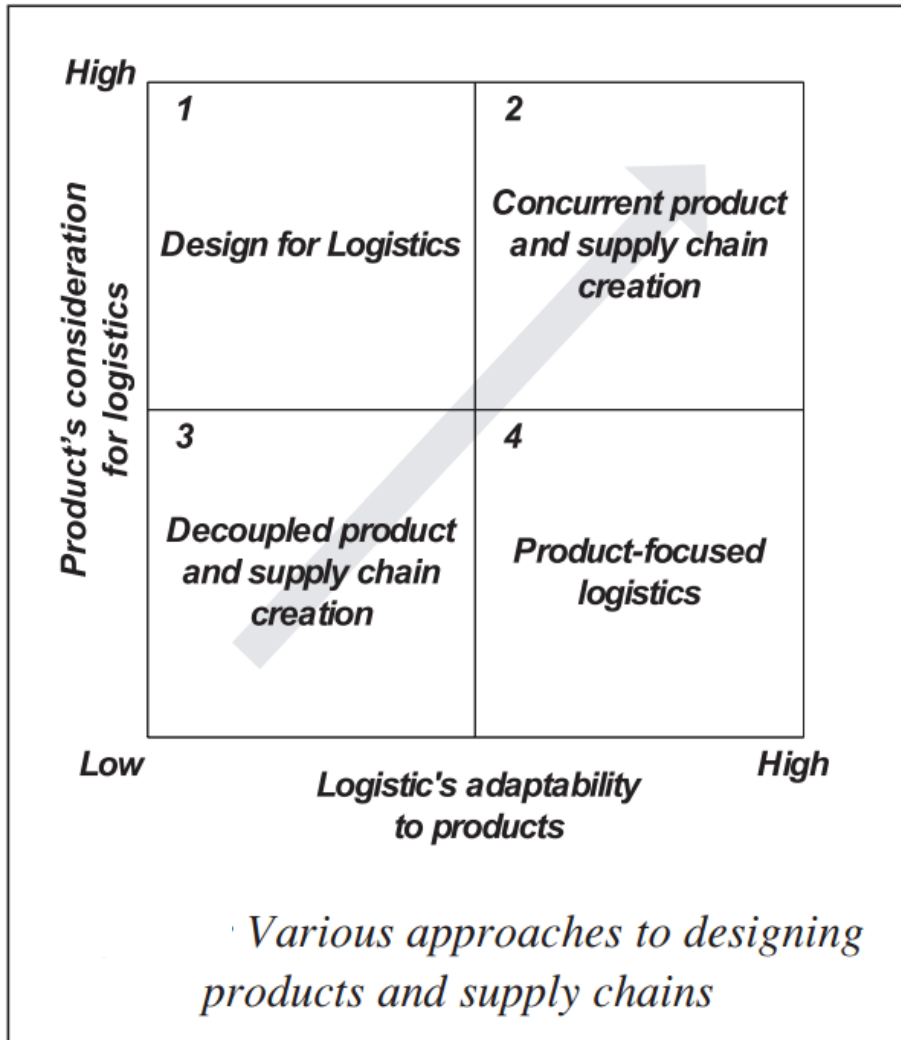 High
1
2
Design for Logistics
Concurrent product
and supply chain
creation
Product's consideration
for logistics
3
4
Decoupled product
and supply chain
creation
Product-focused
logistics
Low
High
Logistic's adaptability
to products
Various approaches to designing
products and supply chains